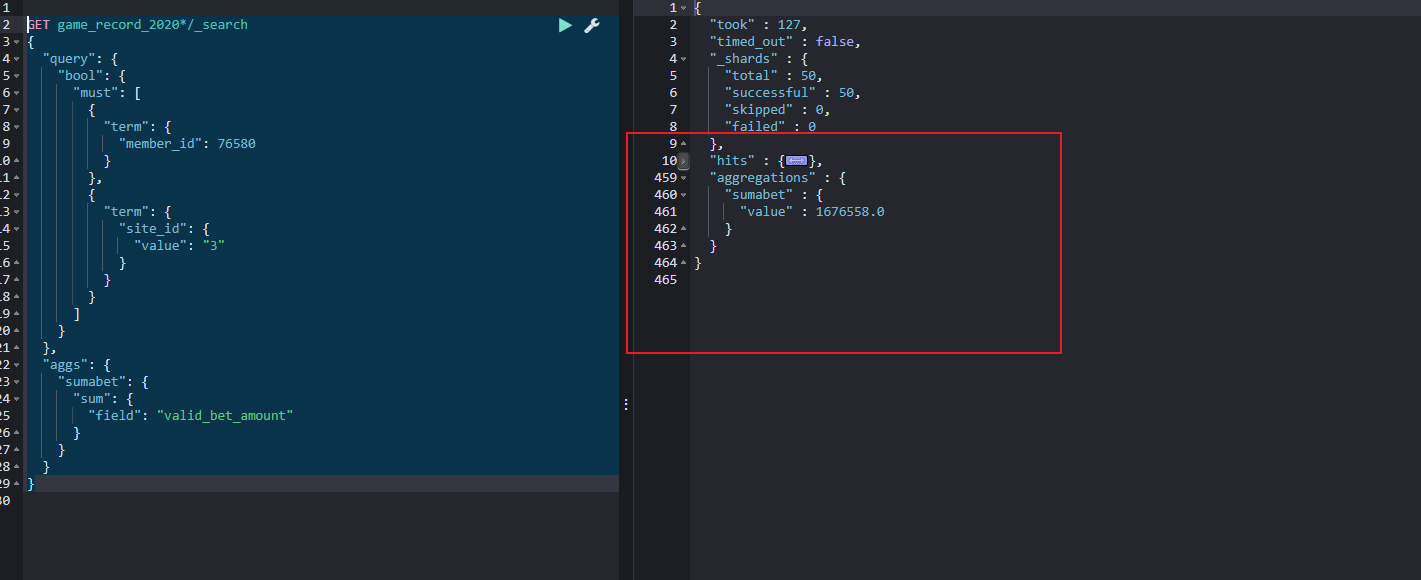 1
2 GET game_record_2020*/_search
3 {
4 "query": {
5 "bool": {
6 "must": [
7 {
8 "term": {
9 "member_id": 76580
10 }
11 },
12 {
13 "term": {
14 "site_id": {
15 "value": "3"
16 }
17 }
18 }
19 ]
20 }
21 },
22 "aggs": {
23 "sumabet": {
24 "sum": {
25 "field": "valid_bet_amount"
26 }
27 }
28 }
29 }
30
1 {
2 "took" : 127,
3 "timed_out" : false,
4 "_shards" : {
5 "total" : 50,
6 "successful" : 50,
7 "skipped" : 0,
8 "failed" : 0
9 },
10 "hits" : {},
459 "aggregations" : {
460 "sumabet" : {
461 "value" : 1676558.0
462 }
463 }
464 }
465